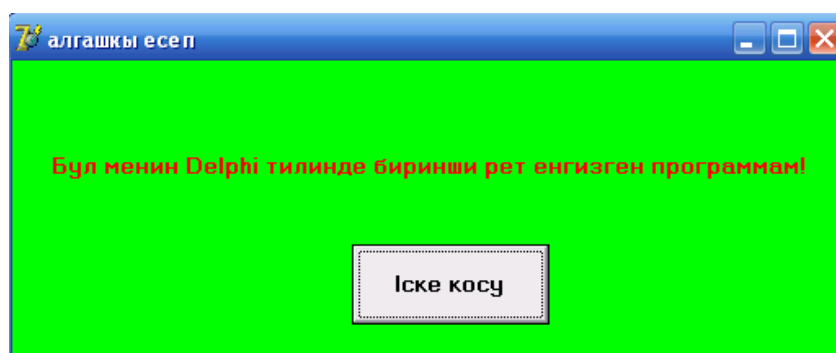 алгашкы есеп
Бул менин Delphi тилинде биринши рет енгизген программам!
Іске косу